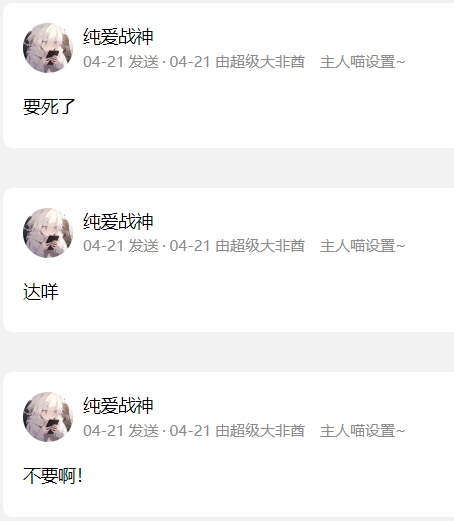 纯爱战神
04-21 发送 · 04-21 由超级大非酋 主人喵设置~
要死了
纯爱战神
04-21 发送 · 04-21 由超级大非酋 主人喵设置~
达咩
纯爱战神
04-21 发送 · 04-21 由超级大非酋 主人喵设置~
不要啊!